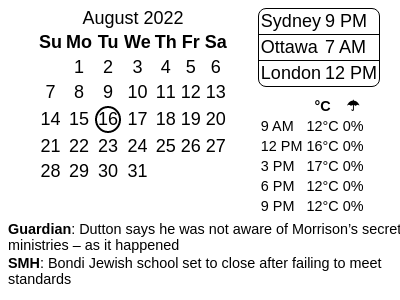 August 2022
Su Mo Tu We Th Fr Sa
1 2 3 4 5 6
7 8 9 10 11 12 13
14 15 16 17 18 19 20
21 22 23 24 25 26 27
28 29 30 31
Sydney 9 PM
Ottawa 7 AM
London 12 PM
°C ☂
9 AM 12°C 0%
12 PM 16°C 0%
3 PM 17°C 0%
6 PM 12°C 0%
9 PM 12°C 0%
Guardian: Dutton says he was not aware of Morrison's secret
ministries – as it happened
SMH: Bondi Jewish school set to close after failing to meet
standards